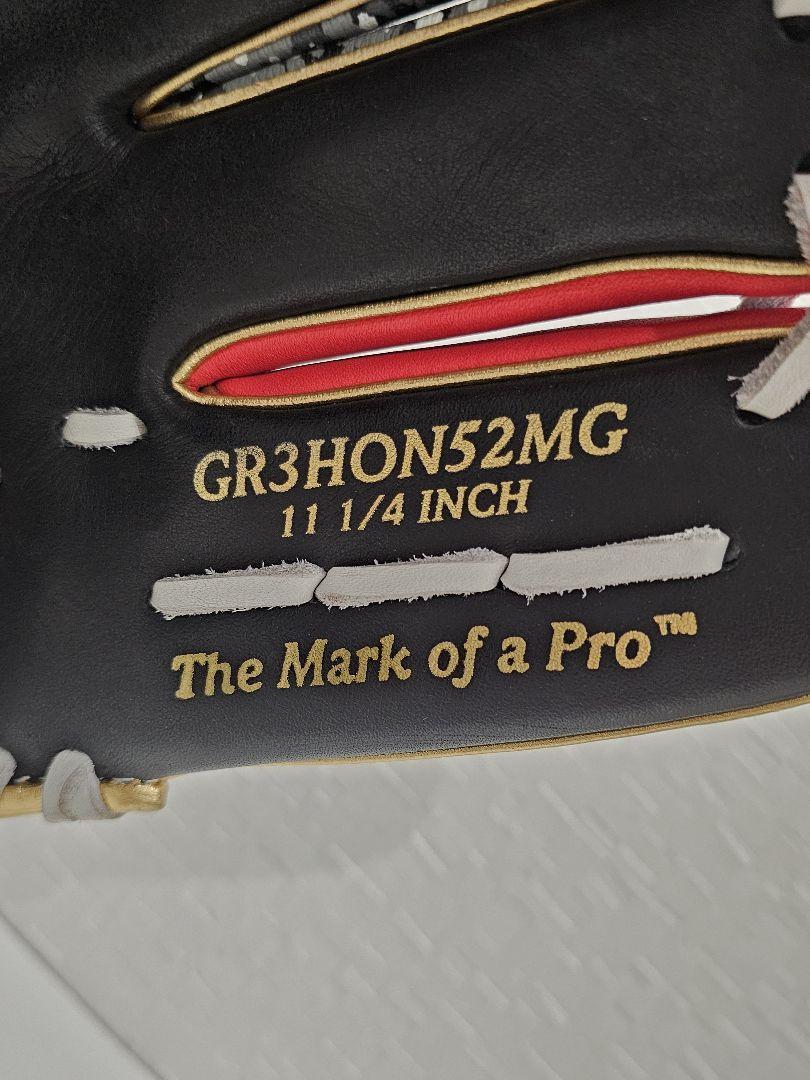 GR3HON52MG
11 1/4 INCH
The Mark of a Pro™